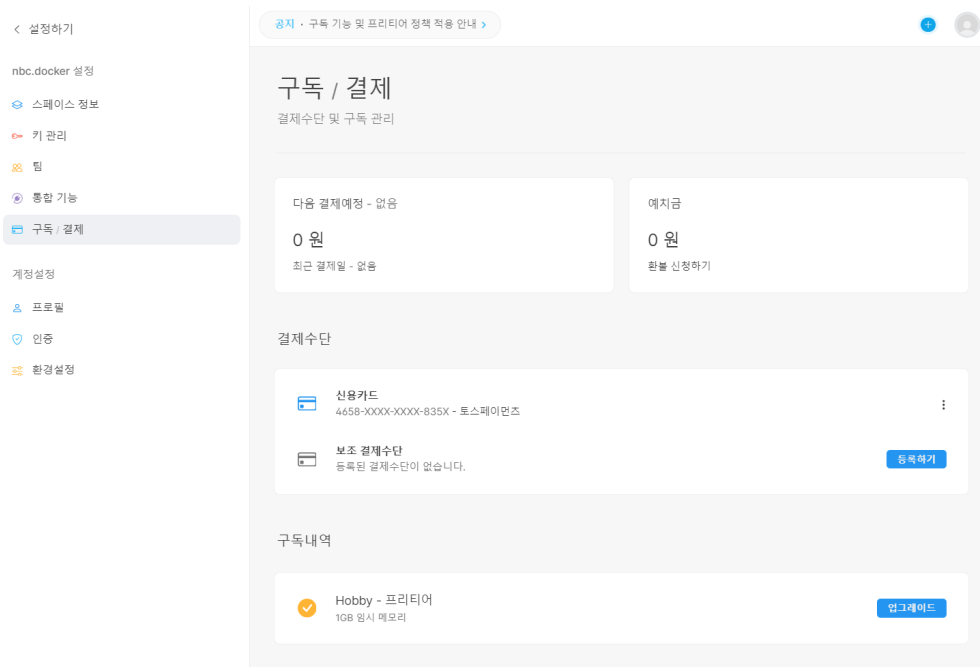 설정하기
nbc.docker 설정
스페이스 정보
키 관리
팀
통합 기능
구독 / 결제
계정설정
프로필
인증
환경설정
공지 · 구독 기능 및 프리티어 정책 적용 안내
구독 / 결제
결제수단 및 구독 관리
다음 결제예정 - 없음
0 원
최근 결제일 - 없음
예치금
0 원
환불 신청하기
결제수단
신용카드
4658-XXXX-XXXX-835X - 토스페이먼츠
보조 결제수단
등록된 결제수단이 없습니다.
등록하기
구독내역
Hobby - 프리티어
1GB 임시 메모리
업그레이드